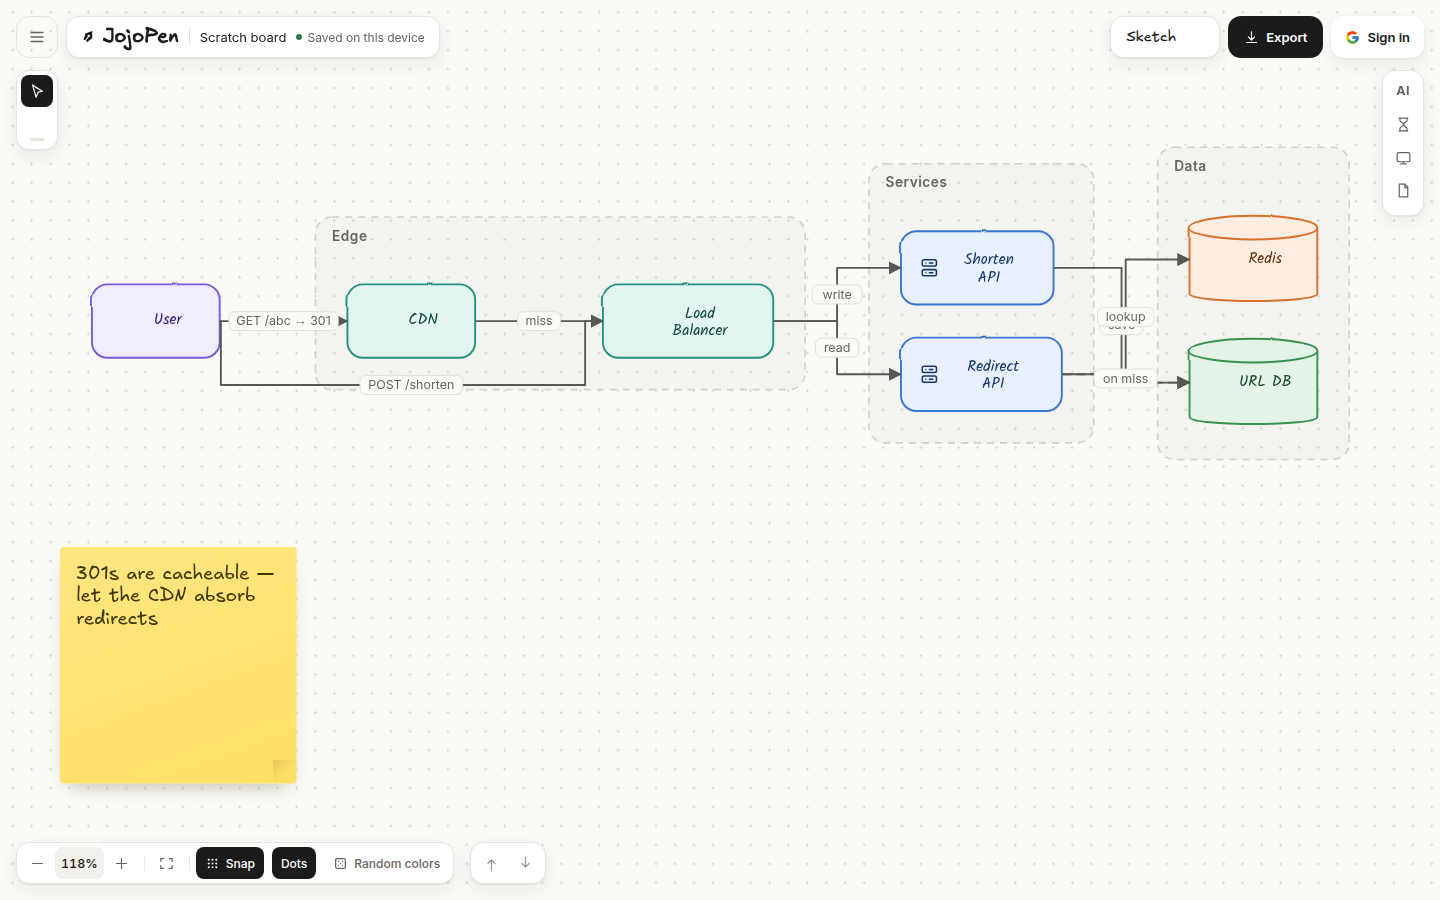 JojoPen
Scratch board
Saved on this device
Sketch
Export
Sign in
AI
Services
Data
Edge
Shorten
API
Redis
write
User
GET /abc → 301
CDN
miss
Load
Balancer
lookup
save
read
Redirect
API
on miss
URL DB
POST /shorten
301s are cacheable —
let the CDN absorb
redirects
118%
Snap
Dots
Random colors